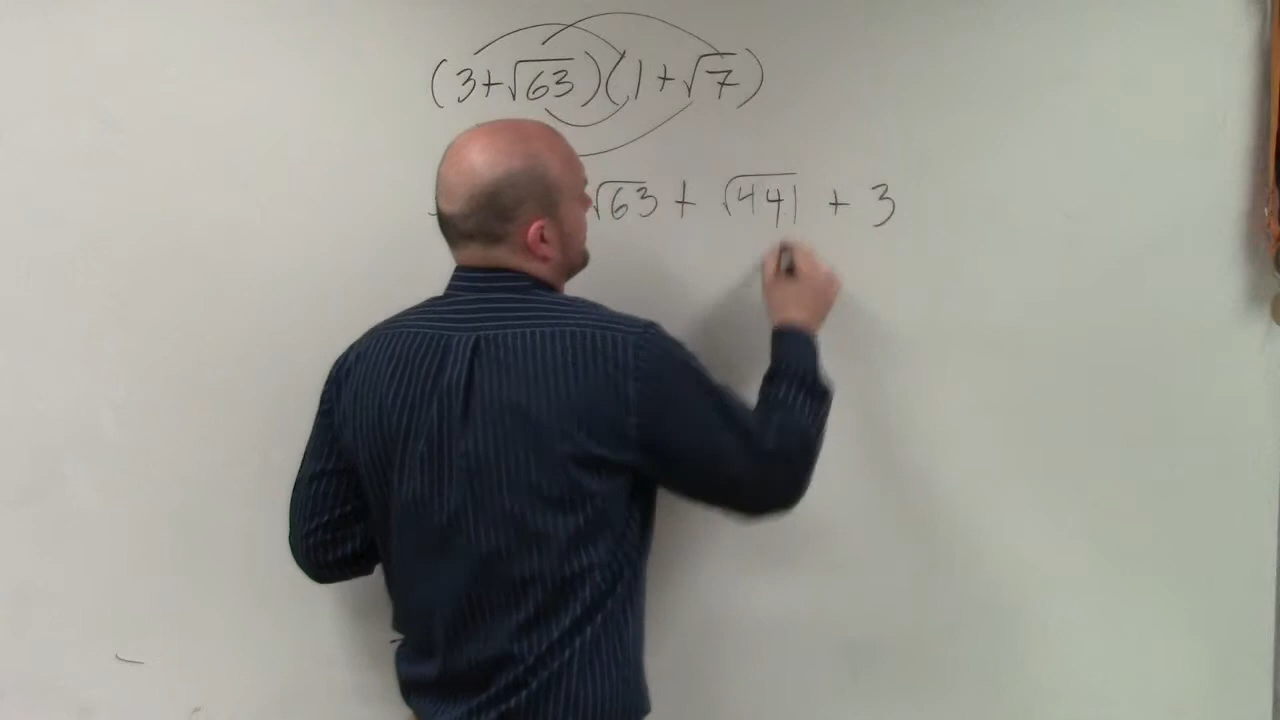 (3+√63)(1+√7)
√63 + √441 + 3